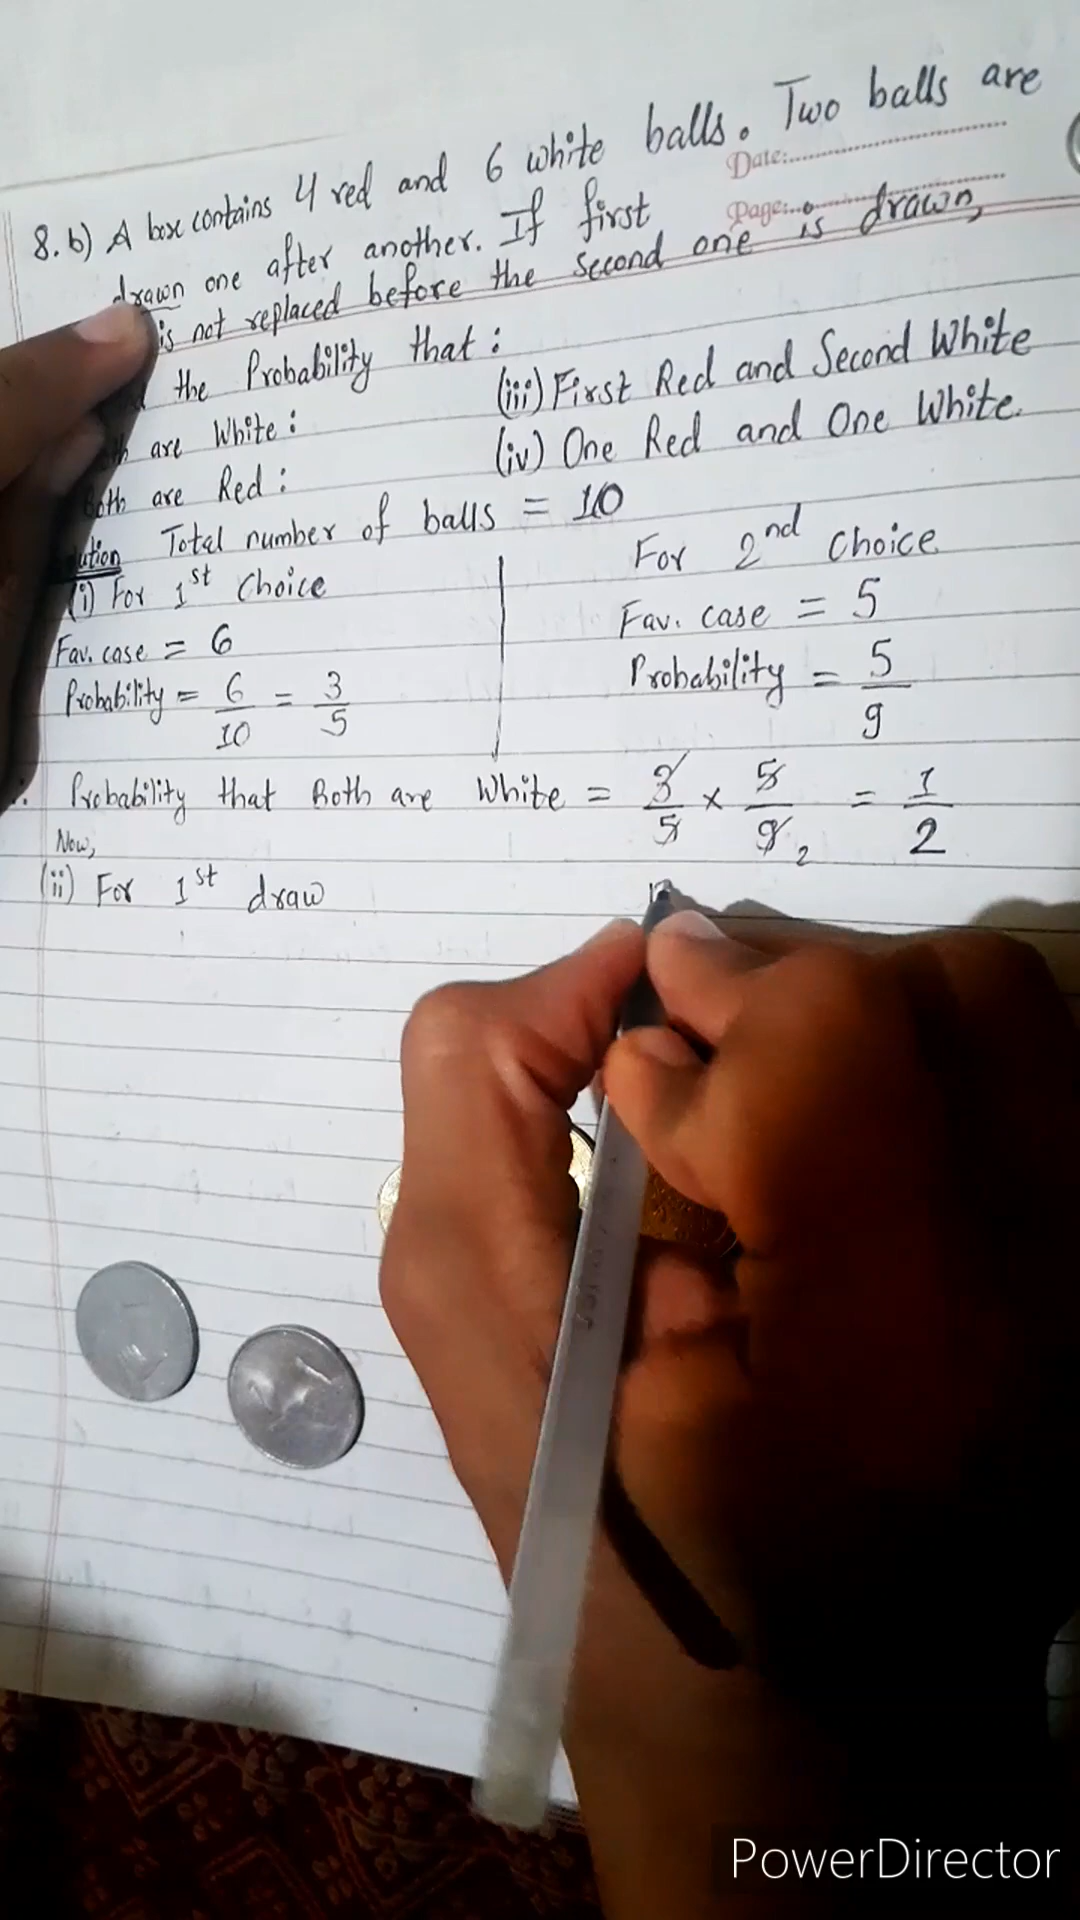 8. b) A box contains 4 red and 6 white balls. Two balls are
Date:
drawn one after another. If first
Page:
is not replaced before the second one is drawn,
the Probability that:
are White:
(iii) First Red and Second White
Both are Red:
(iv) One Red and One White.
Total number of balls = 10
(i) For 1st Choice
Fav. case = 6
Probability = 6/10 = 3/5
For 2nd Choice
Fav. case = 5
Probability = 5/9
Probability that Both are White = 3/5 × 5/9 2 = 1/2
Now,
(ii) For 1st draw
PowerDirector